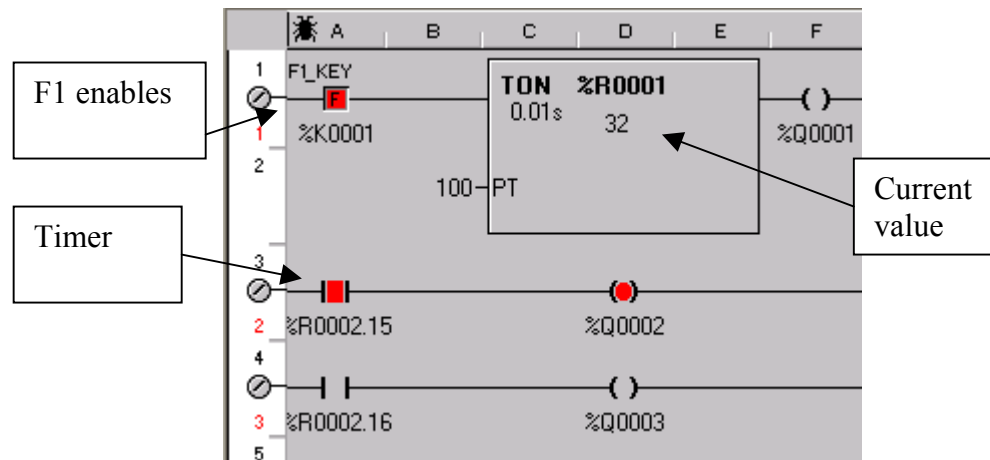 A B C D E F
F1 enables
1 F1_KEY
F
TON %R0001
0.01s 32
( )
1 %K0001
%Q0001
2
100 PT
Current
value
Timer
3
2 %R0002.15 %Q0002
4
( )
3 %R0002.16 %Q0003
5